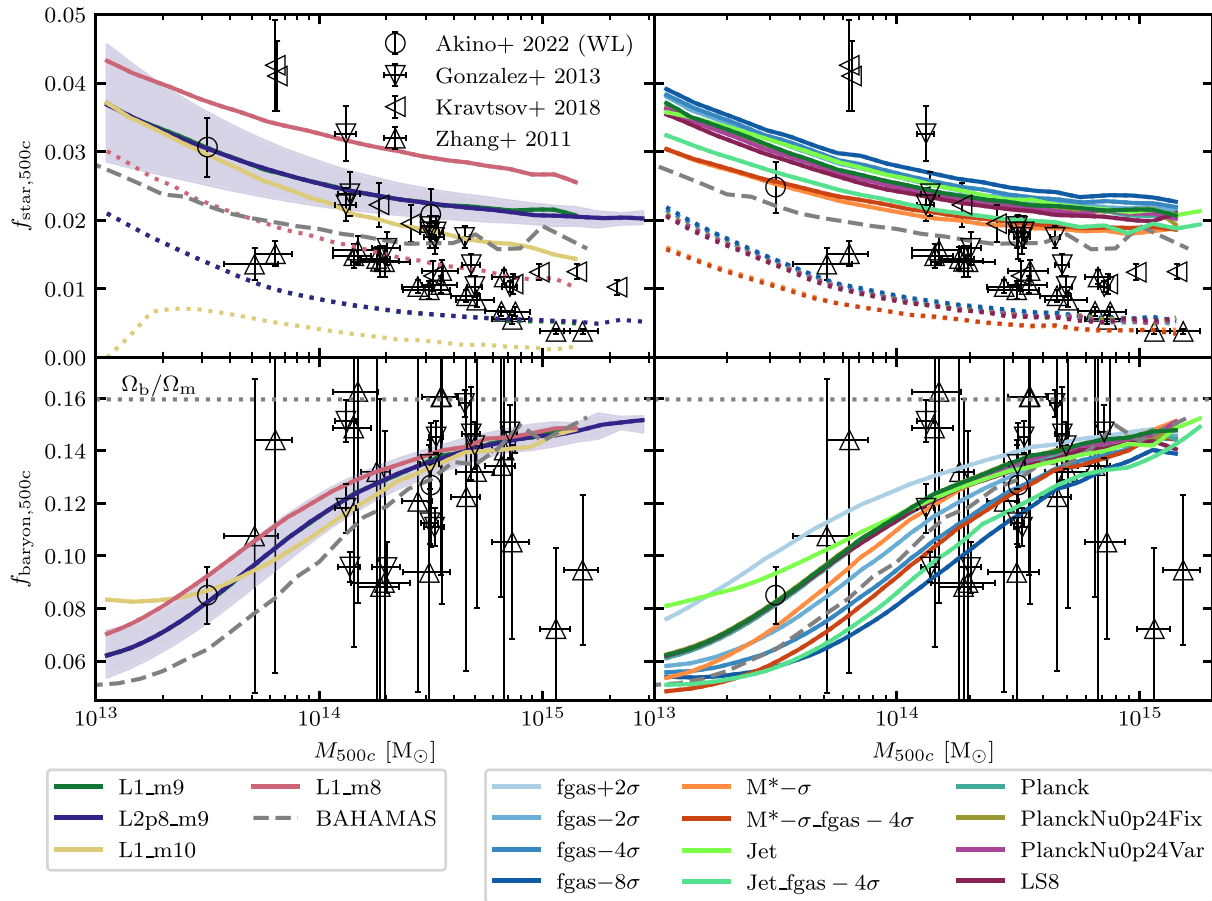 0.05
0.04
0.03
0.02
0.01
0.00
f_star,500c
Akino+ 2022 (WL)
Gonzalez+ 2013
Kravtsov+ 2018
Zhang+ 2011
0.16
0.14
0.12
0.10
0.08
0.06
f_baryon,500c
Ω_b/Ω_m
10^13
10^14
10^15
10^13
10^14
10^15
M_500c [M_⊙]
M_500c [M_⊙]
L1_m9
L2p8_m9
L1_m10
L1_m8
BAHAMAS
fgas+2σ
fgas−2σ
fgas−4σ
fgas−8σ
M*−σ
M*−σ_fgas − 4σ
Jet
Jet_fgas − 4σ
Planck
PlanckNu0p24Fix
PlanckNu0p24Var
LS8